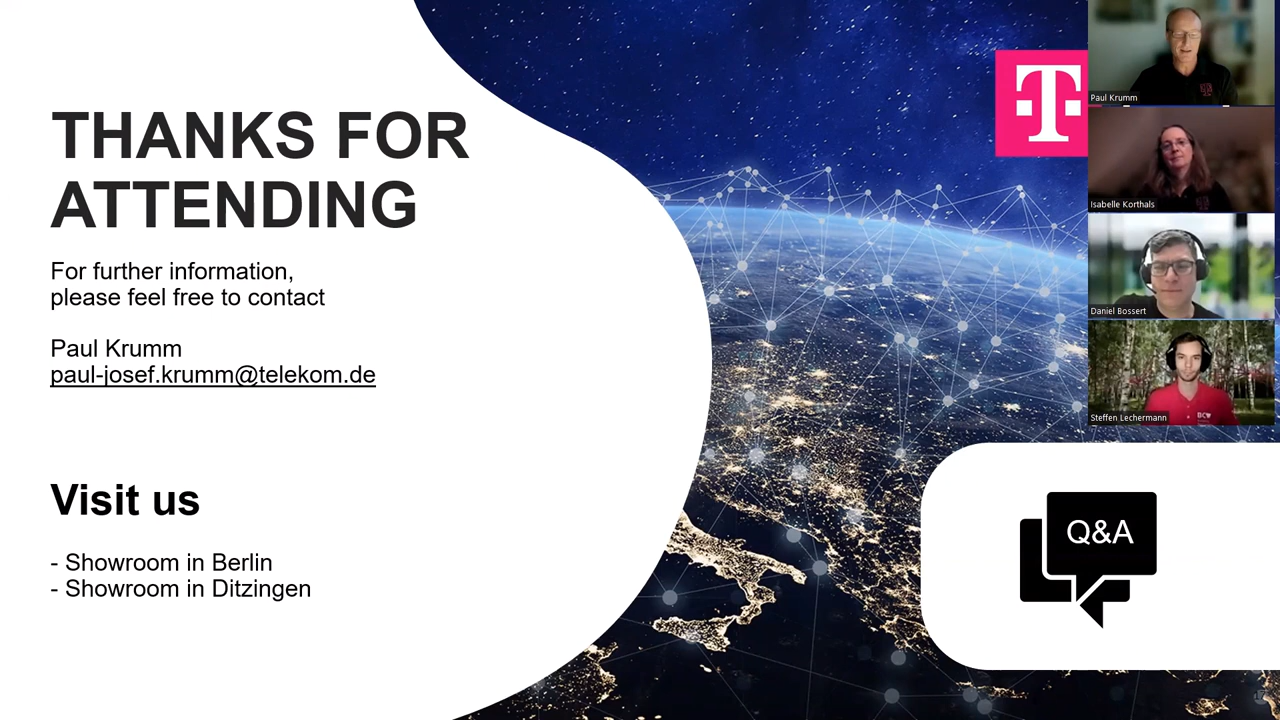 THANKS FOR
ATTENDING
For further information,
please feel free to contact
Paul Krumm
paul-josef.krumm@telekom.de
Visit us
- Showroom in Berlin
- Showroom in Ditzingen
T
Paul Krumm
Isabelle Korthals
Daniel Bossert
Steffen Lechermann
Q&A